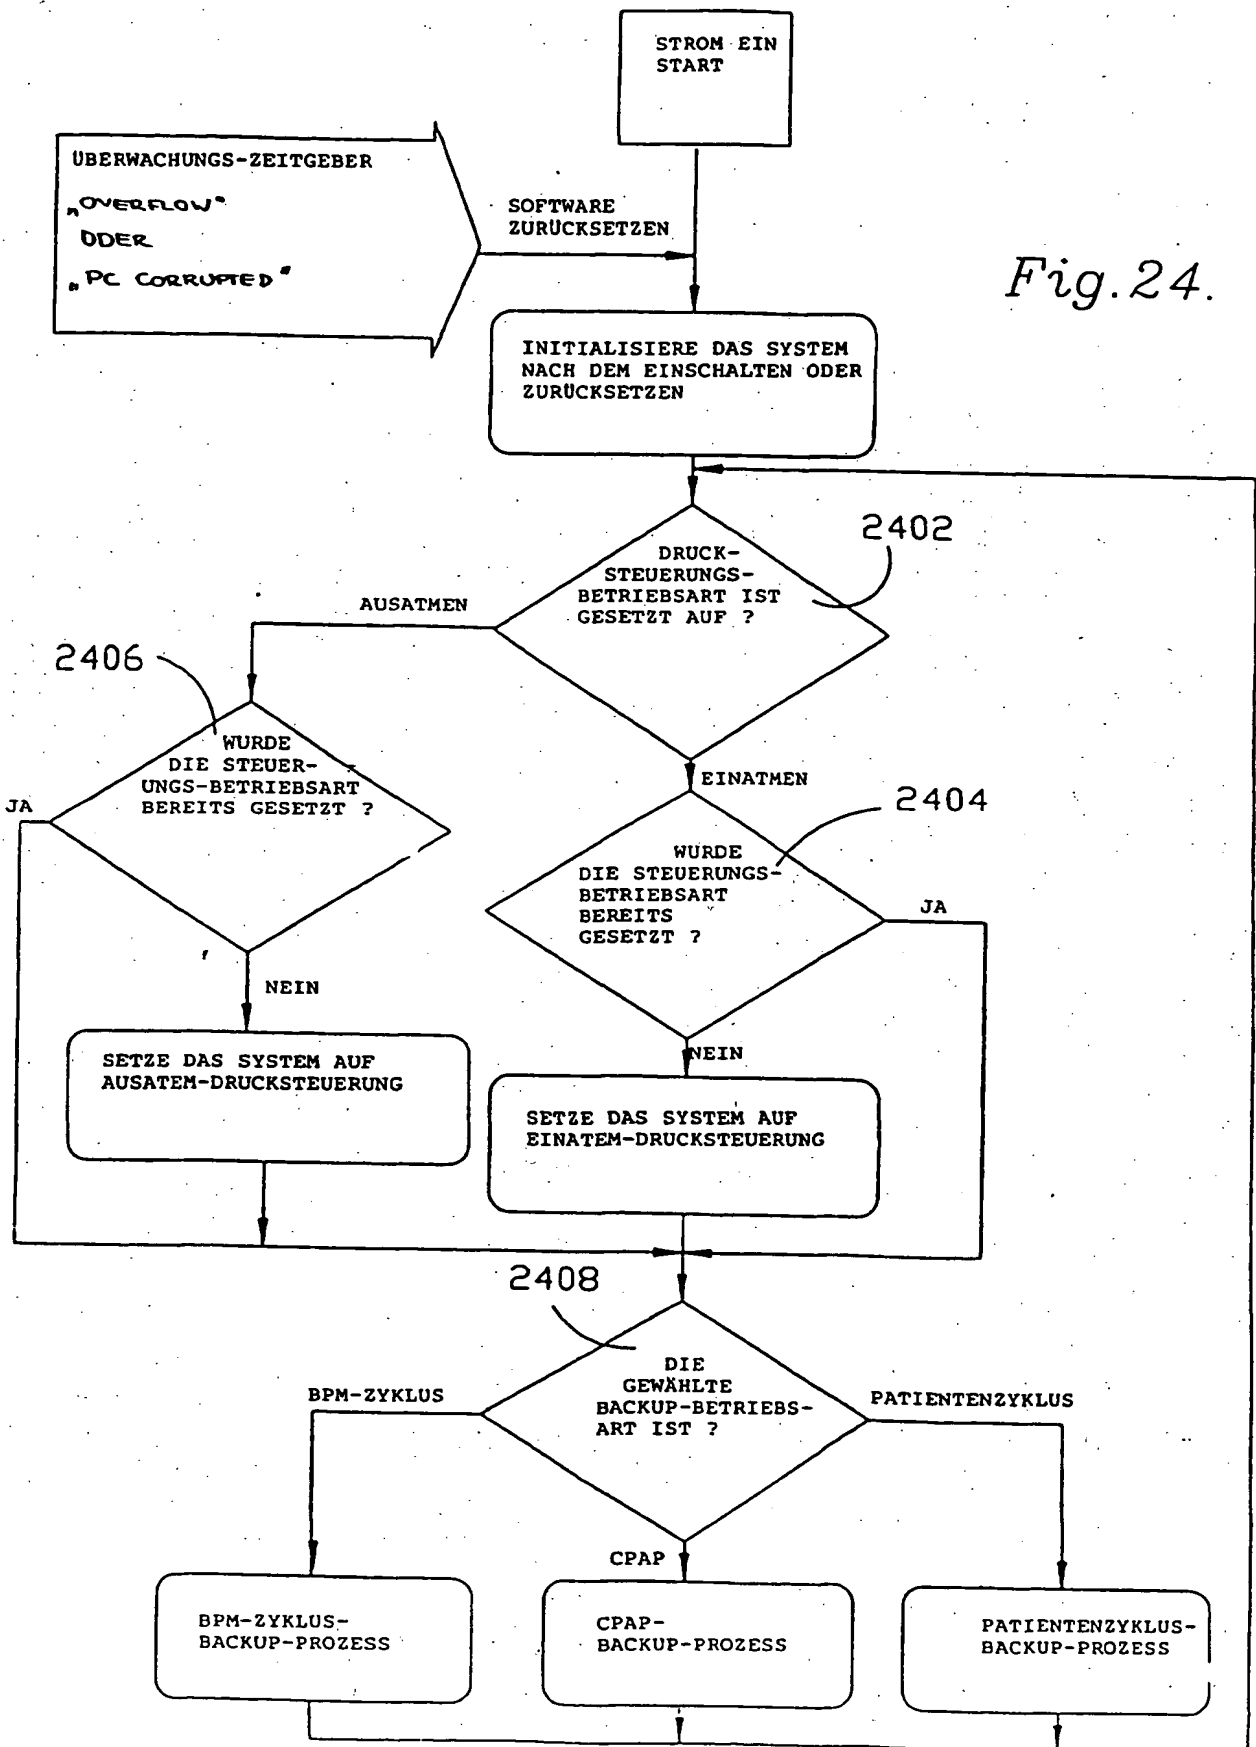 STROM EIN
START
ÜBERWACHUNGS-ZEITGEBER
„OVERFLOW"
ODER
„PC CORRUPTED"
SOFTWARE
ZURÜCKSETZEN
Fig.24.
INITIALISIERE DAS SYSTEM
NACH DEM EINSCHALTEN ODER
ZURÜCKSETZEN
2402
DRUCK-
STEUERUNGS-
BETRIEBSART IST
GESETZT AUF ?
AUSATMEN
2406
WURDE
DIE STEUER-
UNGS-BETRIEBSART
BEREITS GESETZT ?
JA
EINATMEN
2404
WURDE
DIE STEUERUNGS-
BETRIEBSART
BEREITS
GESETZT ?
JA
NEIN
SETZE DAS SYSTEM AUF
AUSATEM-DRUCKSTEUERUNG
NEIN
SETZE DAS SYSTEM AUF
EINATEM-DRUCKSTEUERUNG
2408
DIE
GEWÄHLTE
BACKUP-BETRIEBS-
ART IST ?
BPM-ZYKLUS
PATIENTENZYKLUS
CPAP
BPM-ZYKLUS-
BACKUP-PROZESS
CPAP-
BACKUP-PROZESS
PATIENTENZYKLUS-
BACKUP-PROZESS